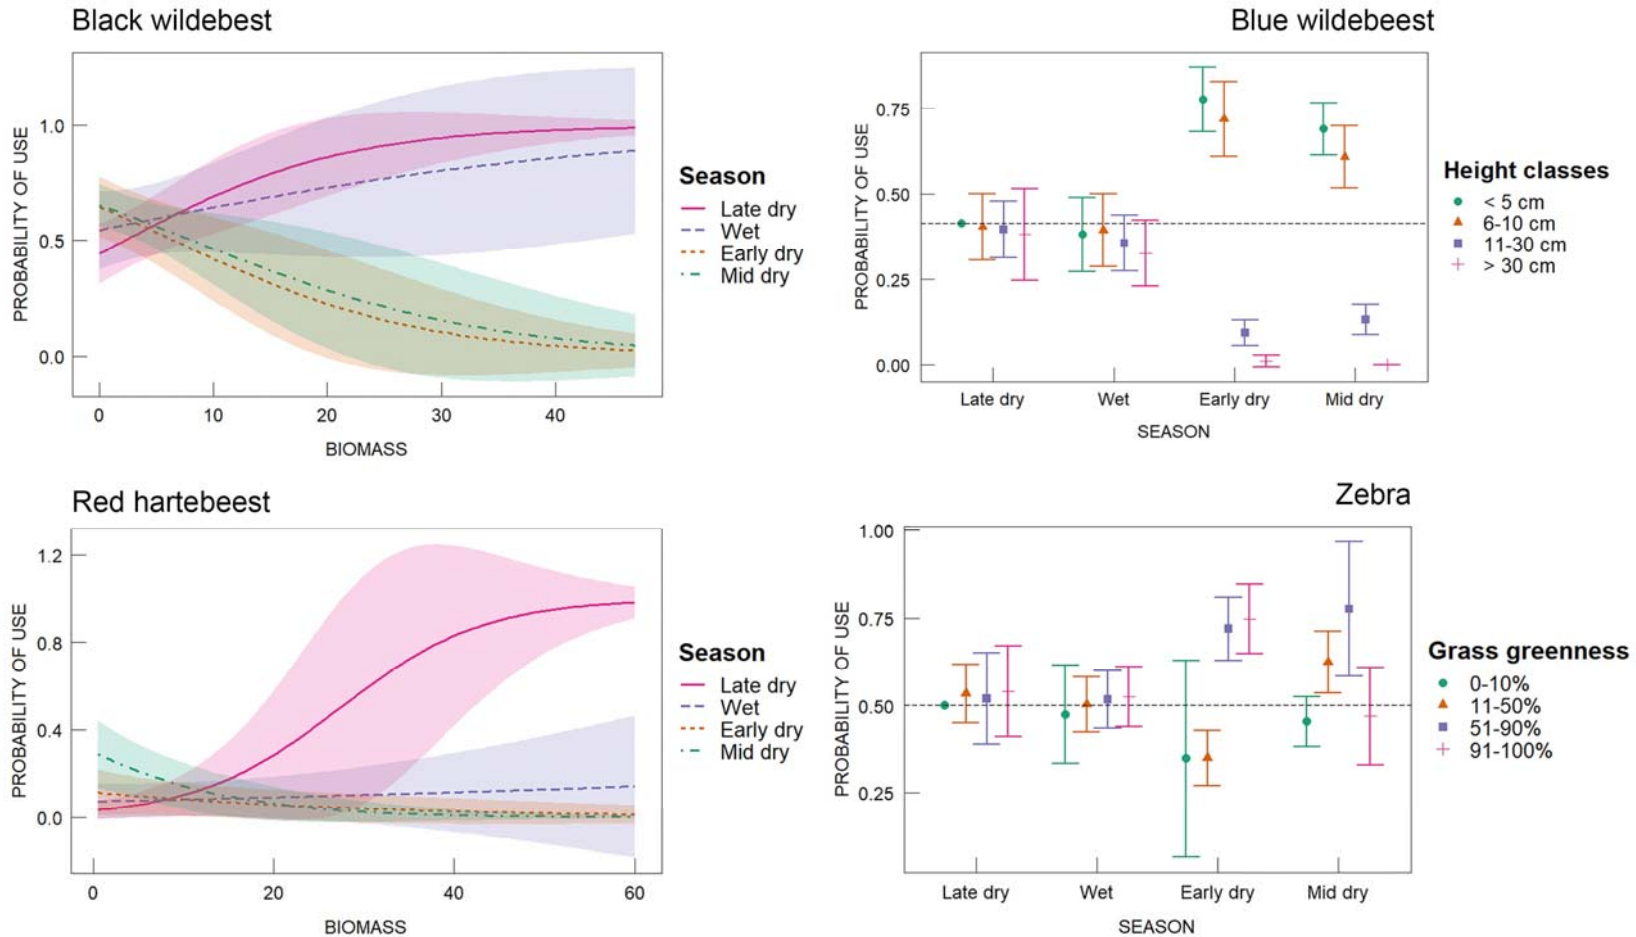 Black wildebest
PROBABILITY OF USE
1.0
0.5
0.0
0 10 20 30 40
BIOMASS
Season
Late dry
Wet
Early dry
Mid dry
Blue wildebeest
PROBABILITY OF USE
0.75
0.50
0.25
0.00
Late dry Wet Early dry Mid dry
SEASON
Height classes
< 5 cm
6-10 cm
11-30 cm
> 30 cm
Red hartebeest
PROBABILITY OF USE
1.2
0.8
0.4
0.0
0 20 40 60
BIOMASS
Season
Late dry
Wet
Early dry
Mid dry
Zebra
PROBABILITY OF USE
1.00
0.75
0.50
0.25
Late dry Wet Early dry Mid dry
SEASON
Grass greenness
0-10%
11-50%
51-90%
91-100%